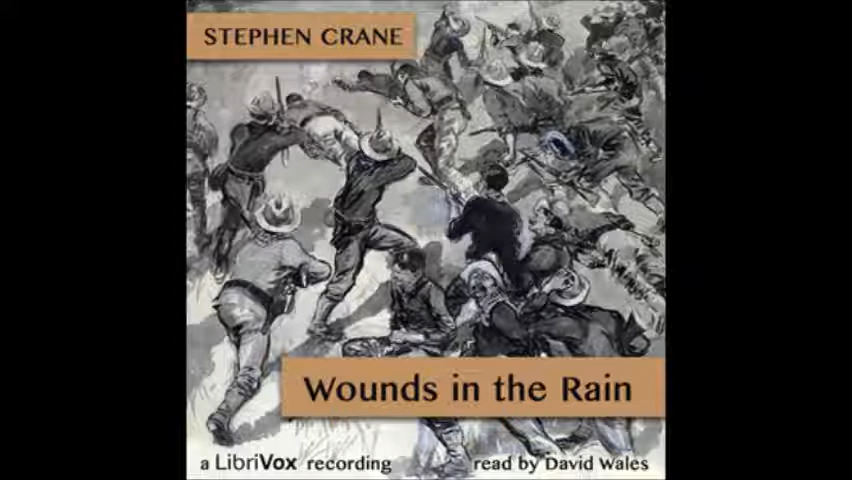 STEPHEN CRANE
Wounds in the Rain
a LibriVox recording
read by David Wales